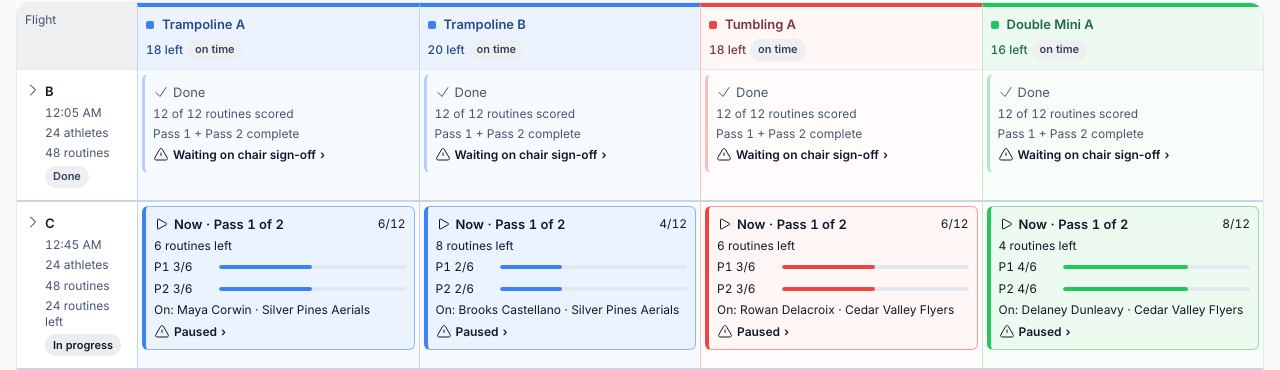 Flight
Trampoline A
18 left on time
Trampoline B
20 left on time
Tumbling A
18 left on time
Double Mini A
16 left on time
B
12:05 AM
24 athletes
48 routines
Done
Done
12 of 12 routines scored
Pass 1 + Pass 2 complete
Waiting on chair sign-off ›
Done
12 of 12 routines scored
Pass 1 + Pass 2 complete
Waiting on chair sign-off ›
Done
12 of 12 routines scored
Pass 1 + Pass 2 complete
Waiting on chair sign-off ›
Done
12 of 12 routines scored
Pass 1 + Pass 2 complete
Waiting on chair sign-off ›
C
12:45 AM
24 athletes
48 routines
24 routines
left
In progress
Now · Pass 1 of 2 6/12
6 routines left
P1 3/6
P2 3/6
On: Maya Corwin · Silver Pines Aerials
Paused ›
Now · Pass 1 of 2 4/12
8 routines left
P1 2/6
P2 2/6
On: Brooks Castellano · Silver Pines Aerials
Paused ›
Now · Pass 1 of 2 6/12
6 routines left
P1 3/6
P2 3/6
On: Rowan Delacroix · Cedar Valley Flyers
Paused ›
Now · Pass 1 of 2 8/12
4 routines left
P1 4/6
P2 4/6
On: Delaney Dunleavy · Cedar Valley Flyers
Paused ›